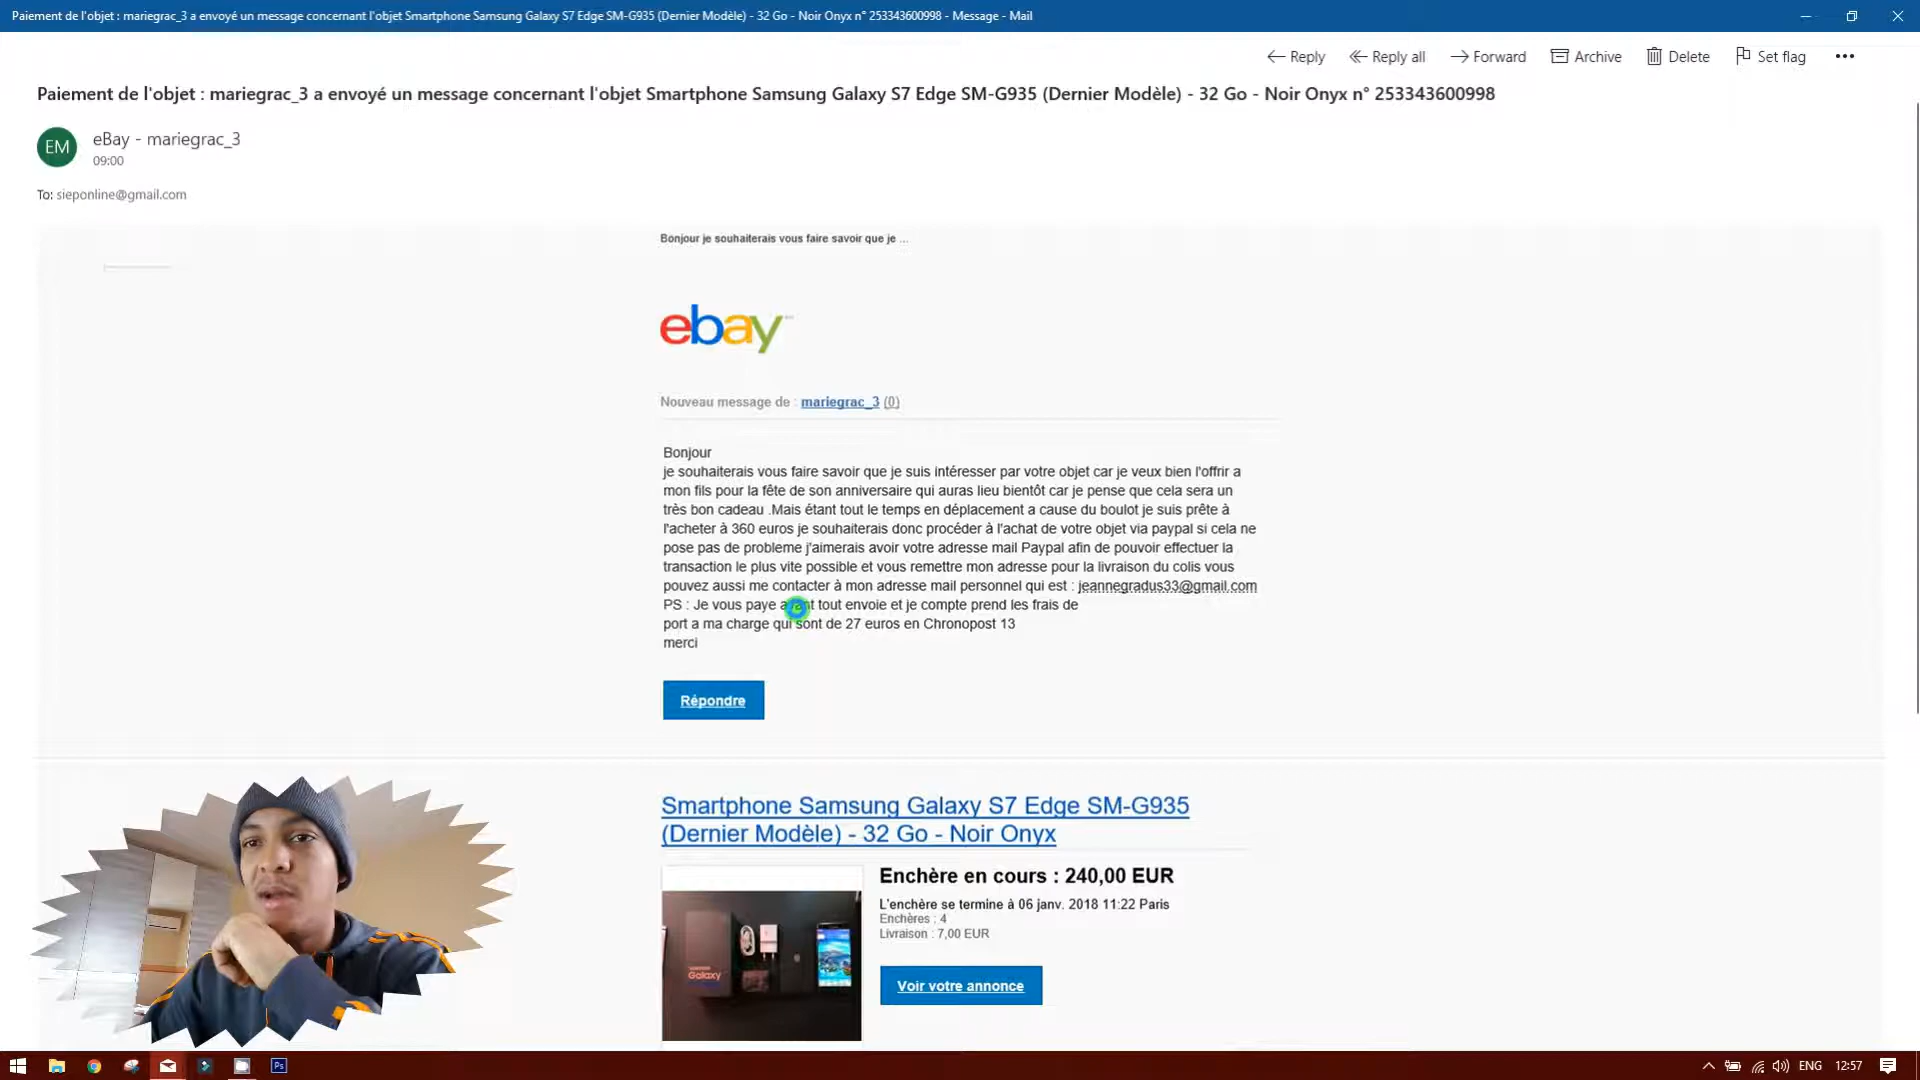 Paiement de l'objet : mariegrac_3 a envoyé un message concernant l'objet Smartphone Samsung Galaxy S7 Edge SM-G935 (Dernier Modèle) - 32 Go - Noir Onyx n° 253343600998 - Message - Mail
Reply
Reply all
Forward
Archive
Delete
Set flag
Paiement de l'objet : mariegrac_3 a envoyé un message concernant l'objet Smartphone Samsung Galaxy S7 Edge SM-G935 (Dernier Modèle) - 32 Go - Noir Onyx n° 253343600998
EM
eBay - mariegrac_3
09:00
To: sieponline@gmail.com
Bonjour je souhaiterais vous faire savoir que je ...
ebay
Nouveau message de : mariegrac_3 (0)
Bonjour
je souhaiterais vous faire savoir que je suis intéresser par votre objet car je veux bien l'offrir a
mon fils pour la fête de son anniversaire qui auras lieu bientôt car je pense que cela sera un
très bon cadeau .Mais étant tout le temps en déplacement a cause du boulot je suis prête à
l'acheter à 360 euros je souhaiterais donc procéder à l'achat de votre objet via paypal si cela ne
pose pas de probleme j'aimerais avoir votre adresse mail Paypal afin de pouvoir effectuer la
transaction le plus vite possible et vous remettre mon adresse pour la livraison du colis vous
pouvez aussi me contacter à mon adresse mail personnel qui est : jeannegradus33@gmail.com
PS : Je vous paye tout envoie et je compte prend les frais de
port a ma charge qui sont de 27 euros en Chronopost 13
merci
Répondre
Smartphone Samsung Galaxy S7 Edge SM-G935
(Dernier Modèle) - 32 Go - Noir Onyx
Enchère en cours : 240,00 EUR
L'enchère se termine à 06 janv. 2018 11:22 Paris
Enchères : 4
Livraison : 7,00 EUR
Galaxy
Voir votre annonce
Ps
ENG
12:57